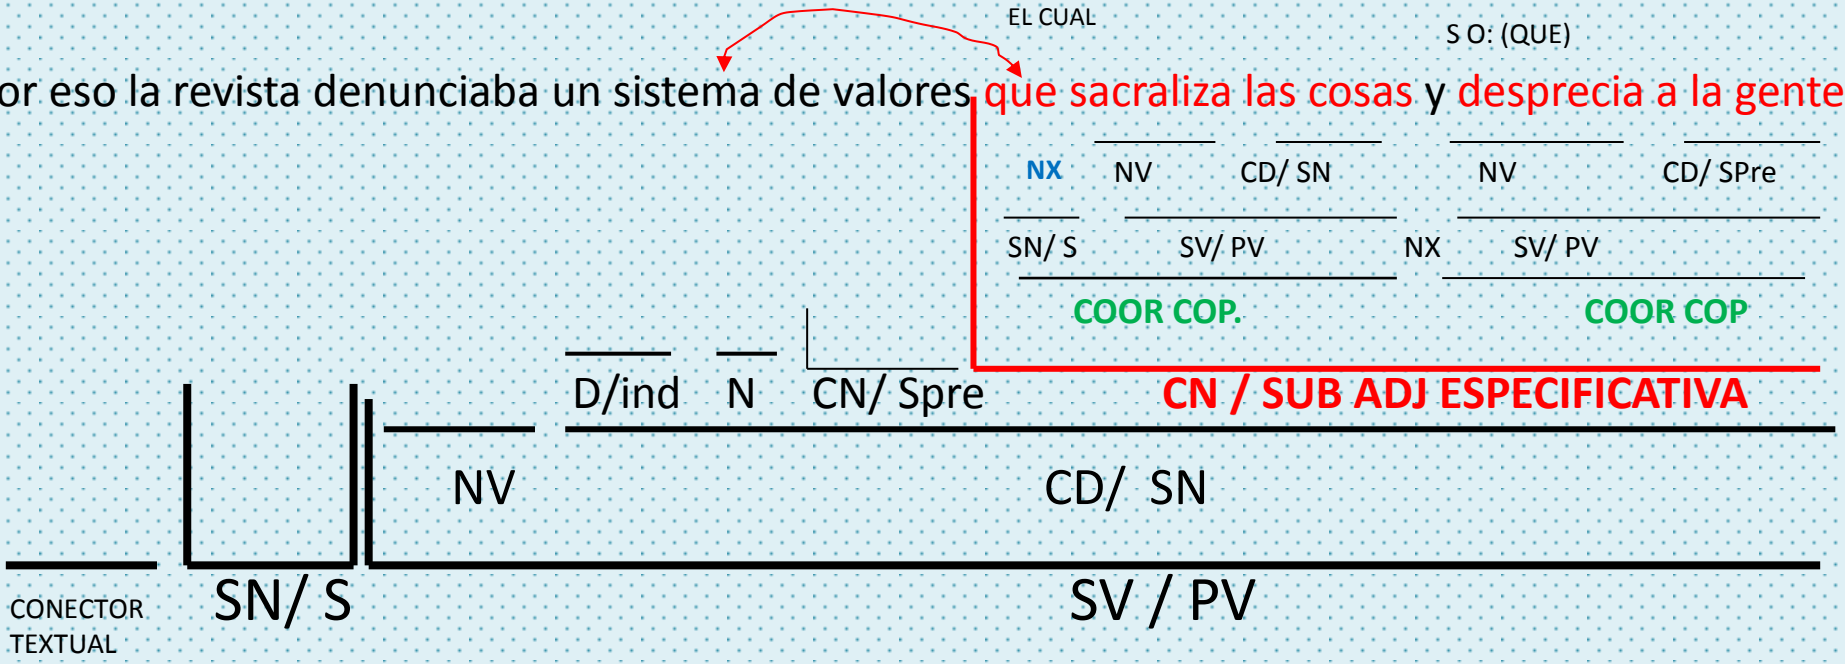 EL CUAL
S O: (QUE)
or eso la revista denunciaba un sistema de valores que sacraliza las cosas y desprecia a la gente
NX NV CD/ SN NV CD/ SPre
SN/ S SV/ PV NX SV/ PV
COOR COP. COOR COP
D/ind N CN/ Spre CN / SUB ADJ ESPECIFICATIVA
NV CD/ SN
SN/ S SV / PV
CONECTOR
TEXTUAL